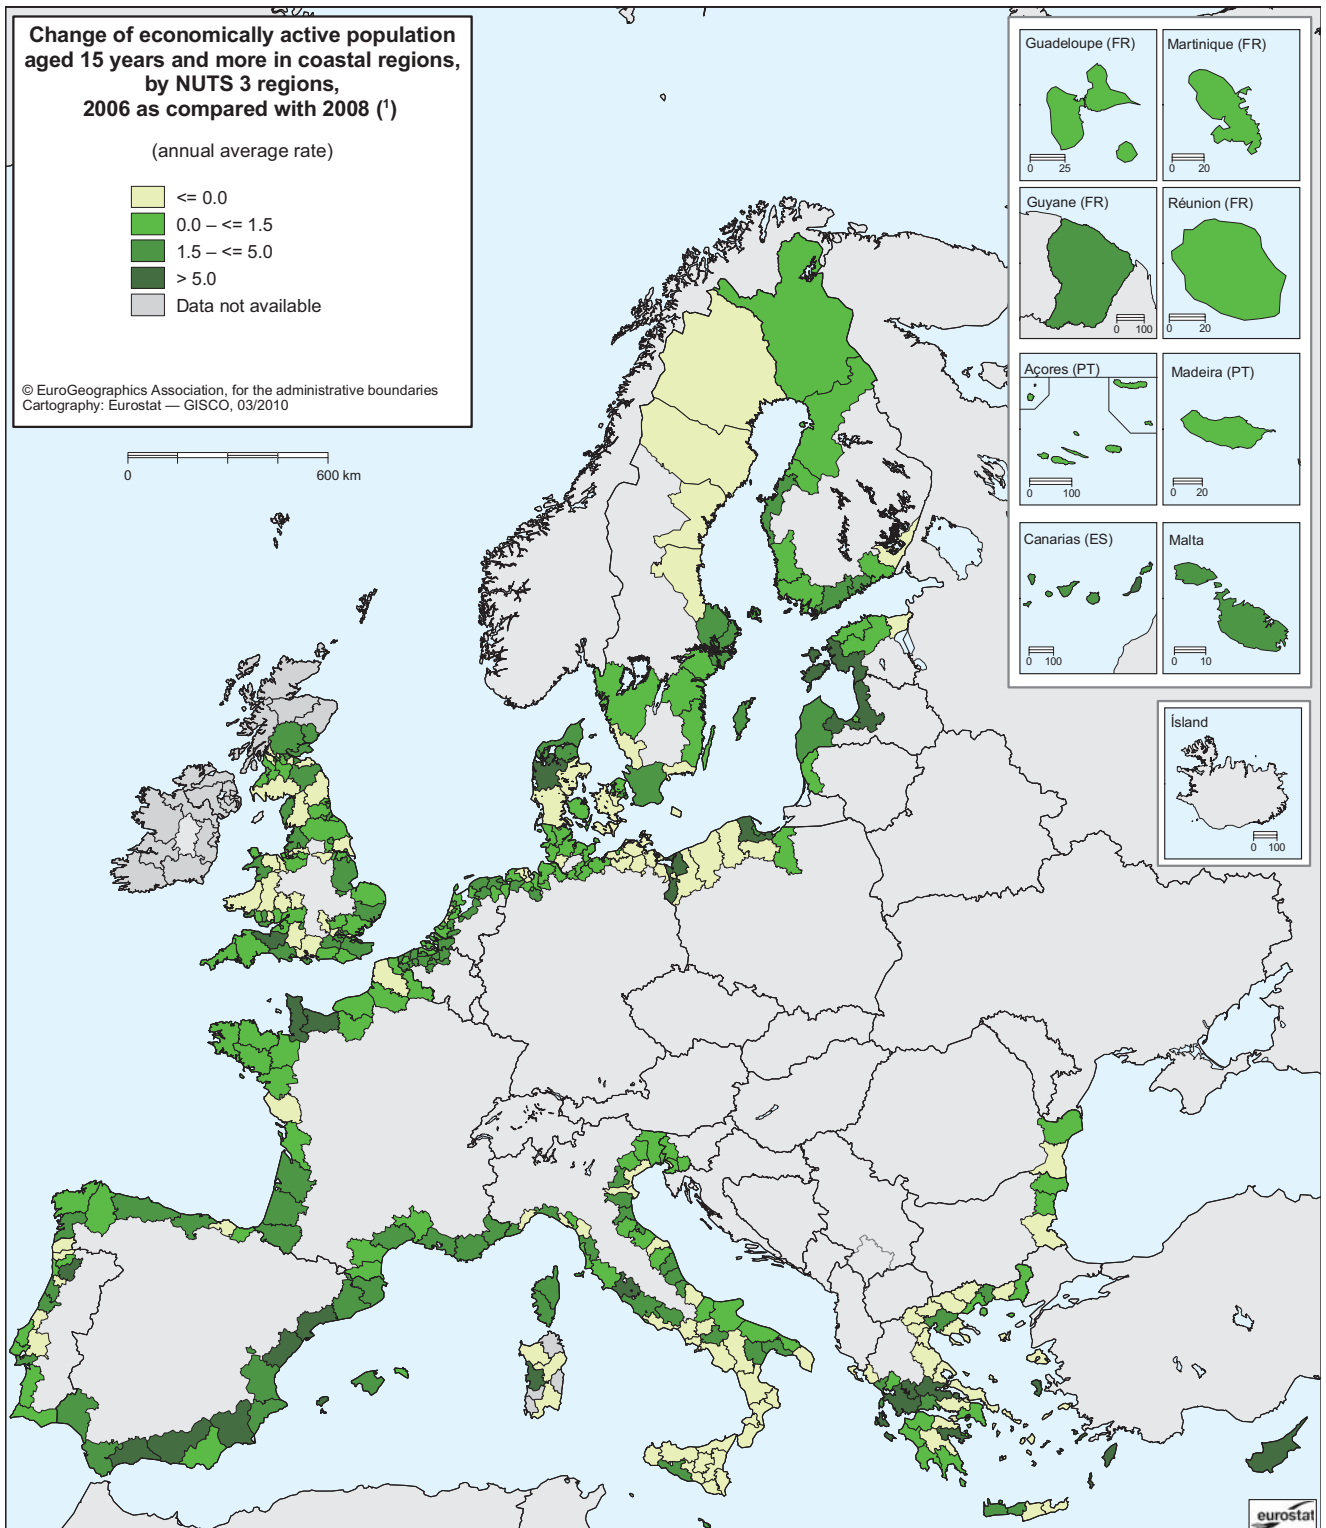 Change of economically active population
aged 15 years and more in coastal regions,
by NUTS 3 regions,
2006 as compared with 2008 (¹)
(annual average rate)
<= 0.0
0.0 – <= 1.5
1.5 – <= 5.0
> 5.0
Data not available
© EuroGeographics Association, for the administrative boundaries
Cartography: Eurostat — GISCO, 03/2010
0 600 km
Guadeloupe (FR)
0 25
Martinique (FR)
0 20
Guyane (FR)
0 100
Réunion (FR)
0 20
Açores (PT)
0 100
Madeira (PT)
0 20
Canarias (ES)
0 100
Malta
0 10
Ísland
0 100
eurostat